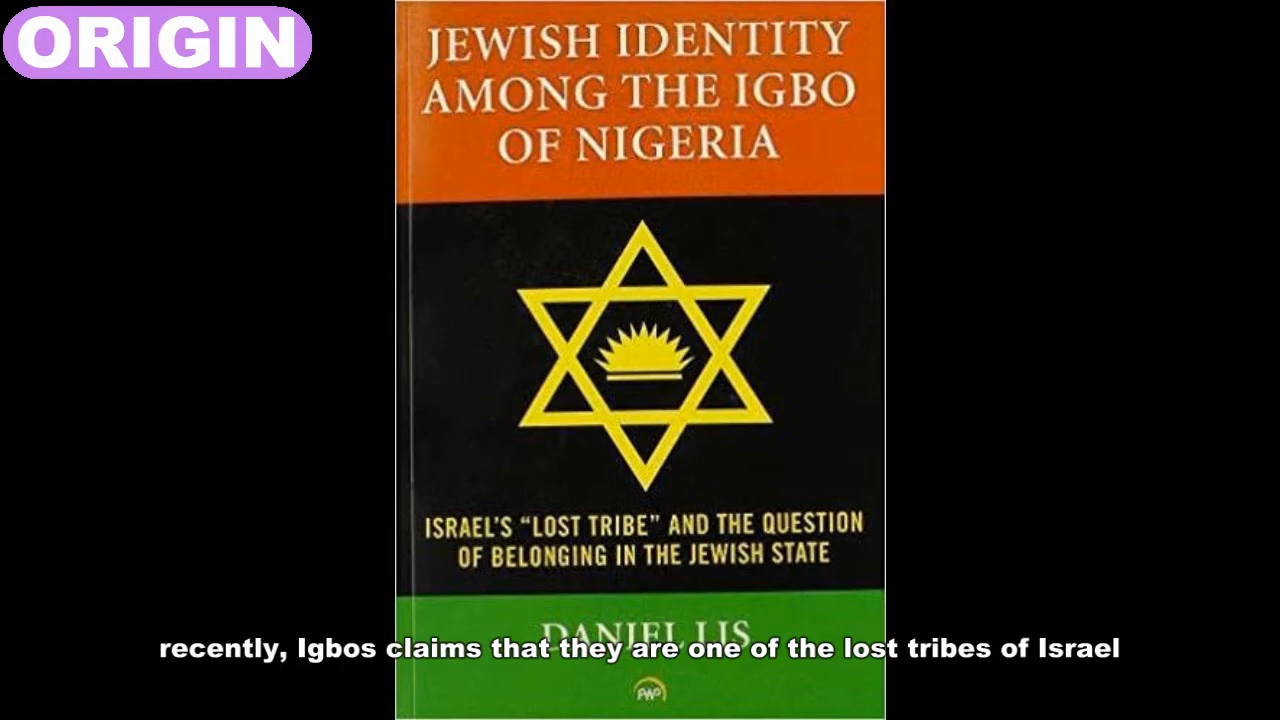 ORIGIN
JEWISH IDENTITY
AMONG THE IGBO
OF NIGERIA
ISRAEL'S "LOST TRIBE" AND THE QUESTION
OF BELONGING IN THE JEWISH STATE
DANIEL LIS
recently, Igbos claims that they are one of the lost tribes of Israel